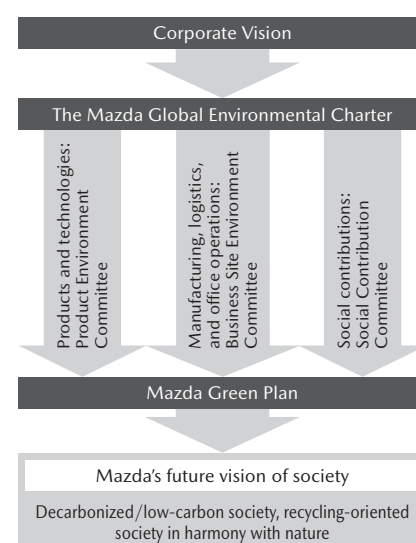 Corporate Vision
The Mazda Global Environmental Charter
Products and technologies:
Product Environment
Committee
Manufacturing, logistics,
and office operations:
Business Site Environment
Committee
Social contributions:
Social Contribution
Committee
Mazda Green Plan
Mazda's future vision of society
Decarbonized/low-carbon society, recycling-oriented
society in harmony with nature